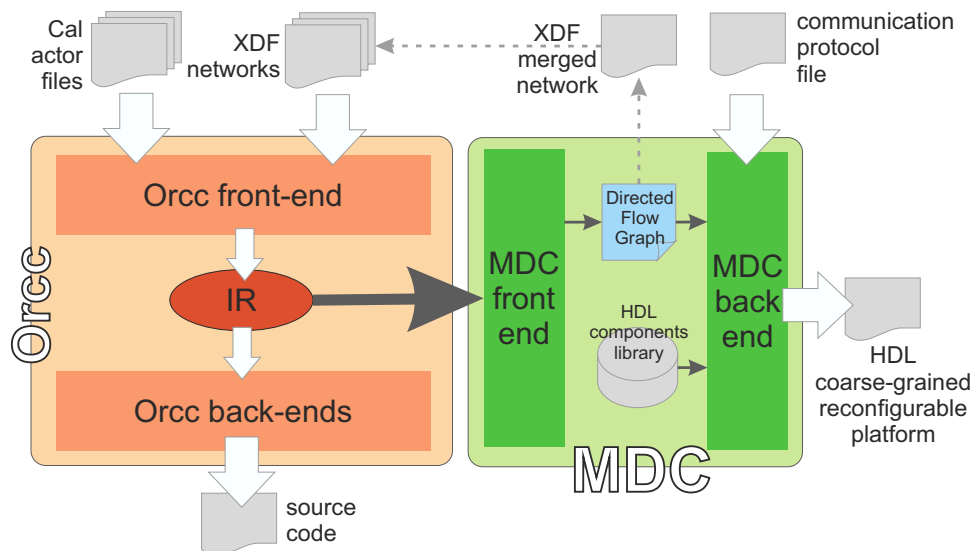 Cal
actor
files
XDF
networks
XDF
merged
network
communication
protocol
file
Orcc front-end
IR
Orcc back-ends
Orcc
source
code
MDC
front
end
Directed
Flow
Graph
HDL
components
library
MDC
back
end
MDC
HDL
coarse-grained
reconfigurable
platform